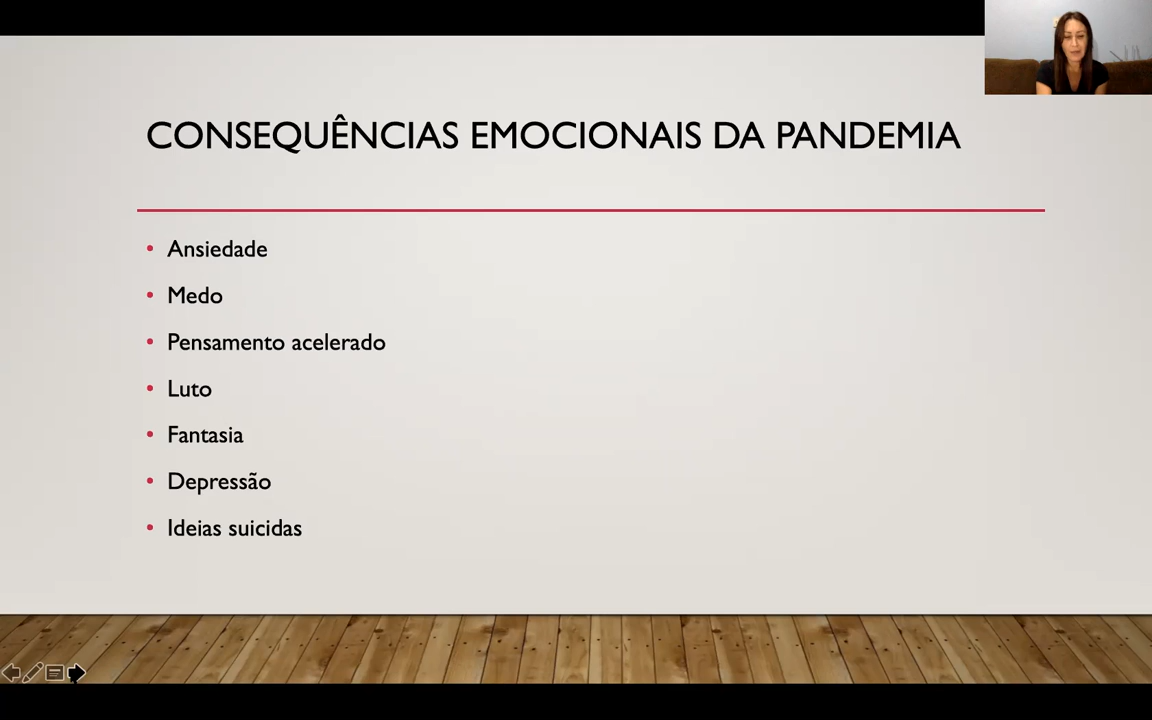 CONSEQUÊNCIAS EMOCIONAIS DA PANDEMIA
• Ansiedade
• Medo
• Pensamento acelerado
• Luto
• Fantasia
• Depressão
• Ideias suicidas